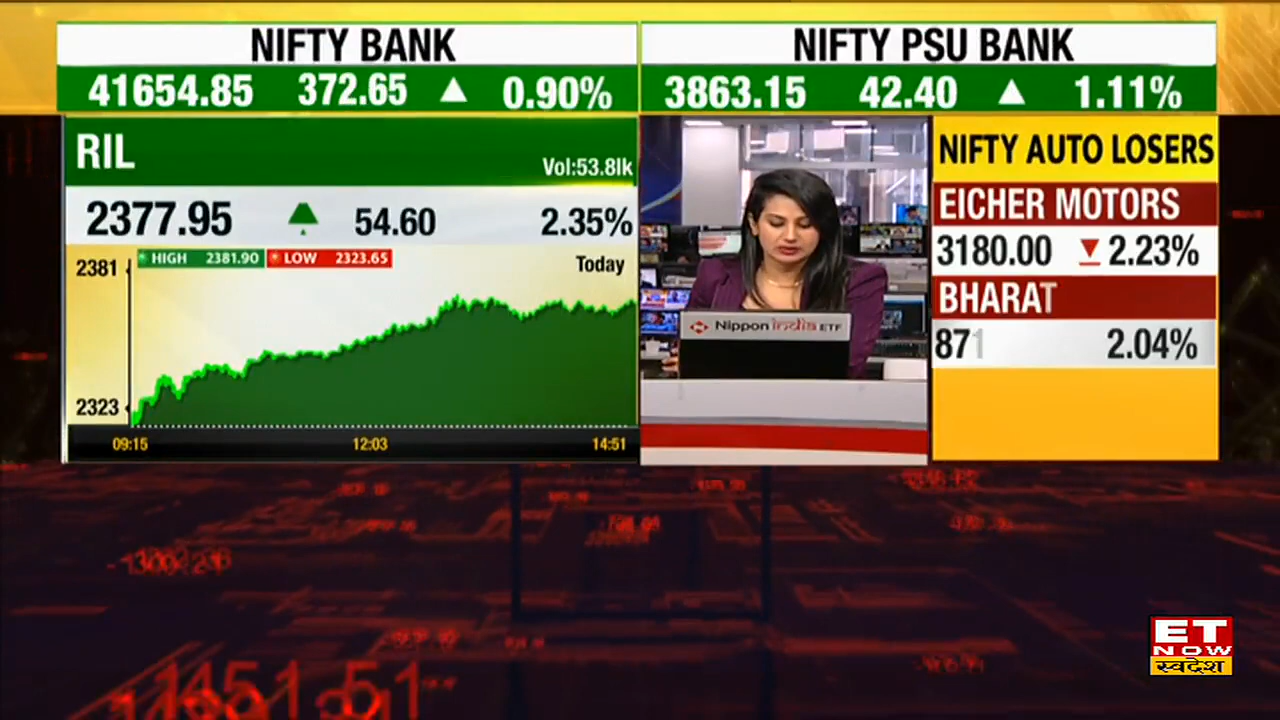 NIFTY BANK
41654.85 372.65 ▲ 0.90%
NIFTY PSU BANK
3863.15 42.40 ▲ 1.11%
RIL
Vol:53.8lk
2377.95 ▲ 54.60 2.35%
HIGH 2381.90 LOW 2323.65
Today
2381
2323
09:15 12:03 14:51
Nippon india ETF
NIFTY AUTO LOSERS
EICHER MOTORS
3180.00 ▼ 2.23%
BHARAT
871 2.04%
1451.51
ET
NOW
स्वदेश